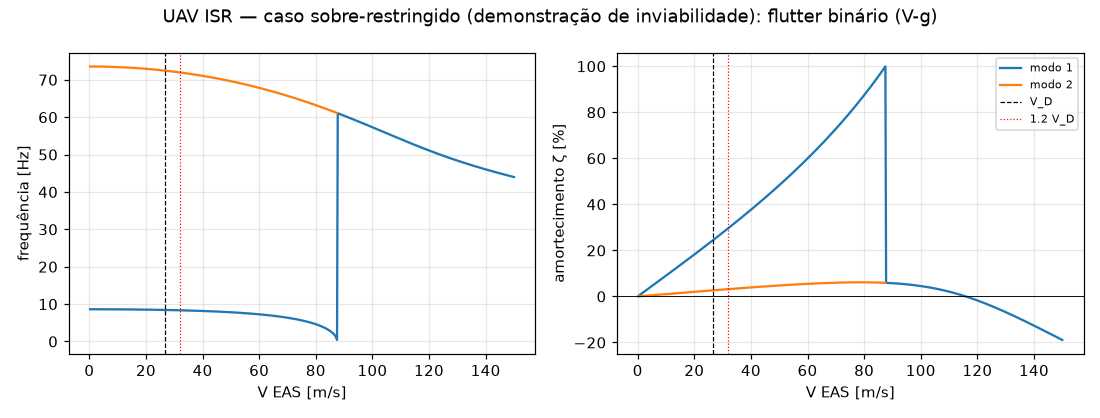 UAV ISR — caso sobre-restringido (demonstração de inviabilidade): flutter binário (V-g)
frequência [Hz]
70
60
50
40
30
20
10
0
0 20 40 60 80 100 120 140
V EAS [m/s]
amortecimento ζ [%]
100
80
60
40
20
0
−20
0 20 40 60 80 100 120 140
V EAS [m/s]
modo 1
modo 2
V_D
1.2 V_D